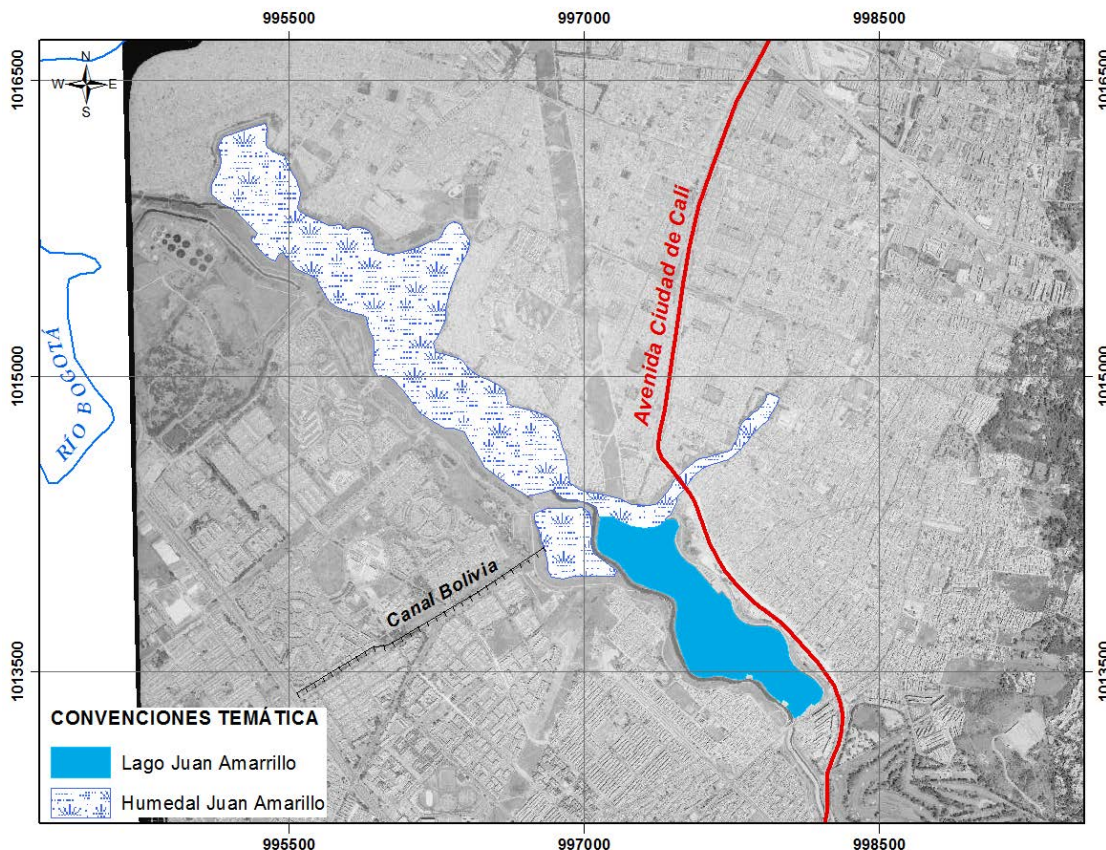 995500
997000
998500
N
W
E
S
1016500
1016500
Avenida Ciudad de Cali
1015000
1015000
RÍO BOGOTÁ
Canal Bolivia
1013500
1013500
CONVENCIONES TEMÁTICA
Lago Juan Amarrillo
Humedal Juan Amarillo
995500
997000
998500